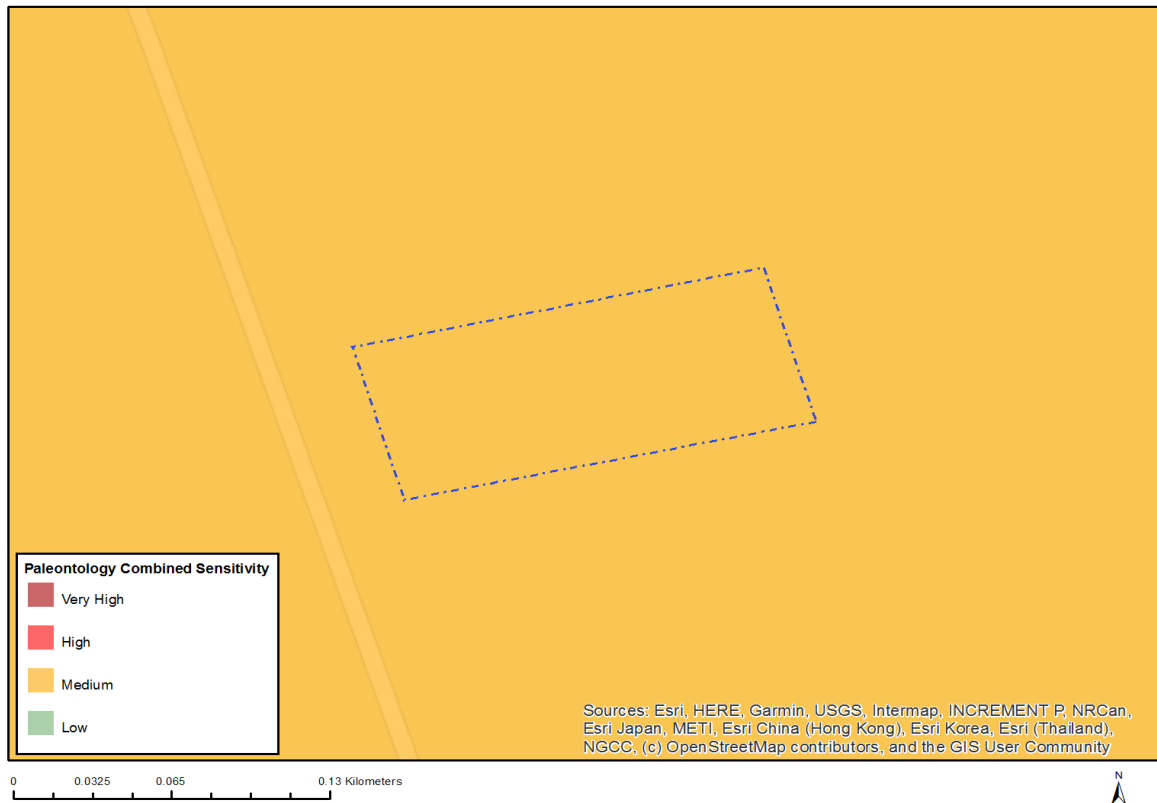 Paleontology Combined Sensitivity
Very High
High
Medium
Low
Sources: Esri, HERE, Garmin, USGS, Intermap, INCREMENT P, NRCan,
Esri Japan, METI, Esri China (Hong Kong), Esri Korea, Esri (Thailand),
NGCC, (c) OpenStreetMap contributors, and the GIS User Community
0 0.0325 0.065 0.13 Kilometers
N